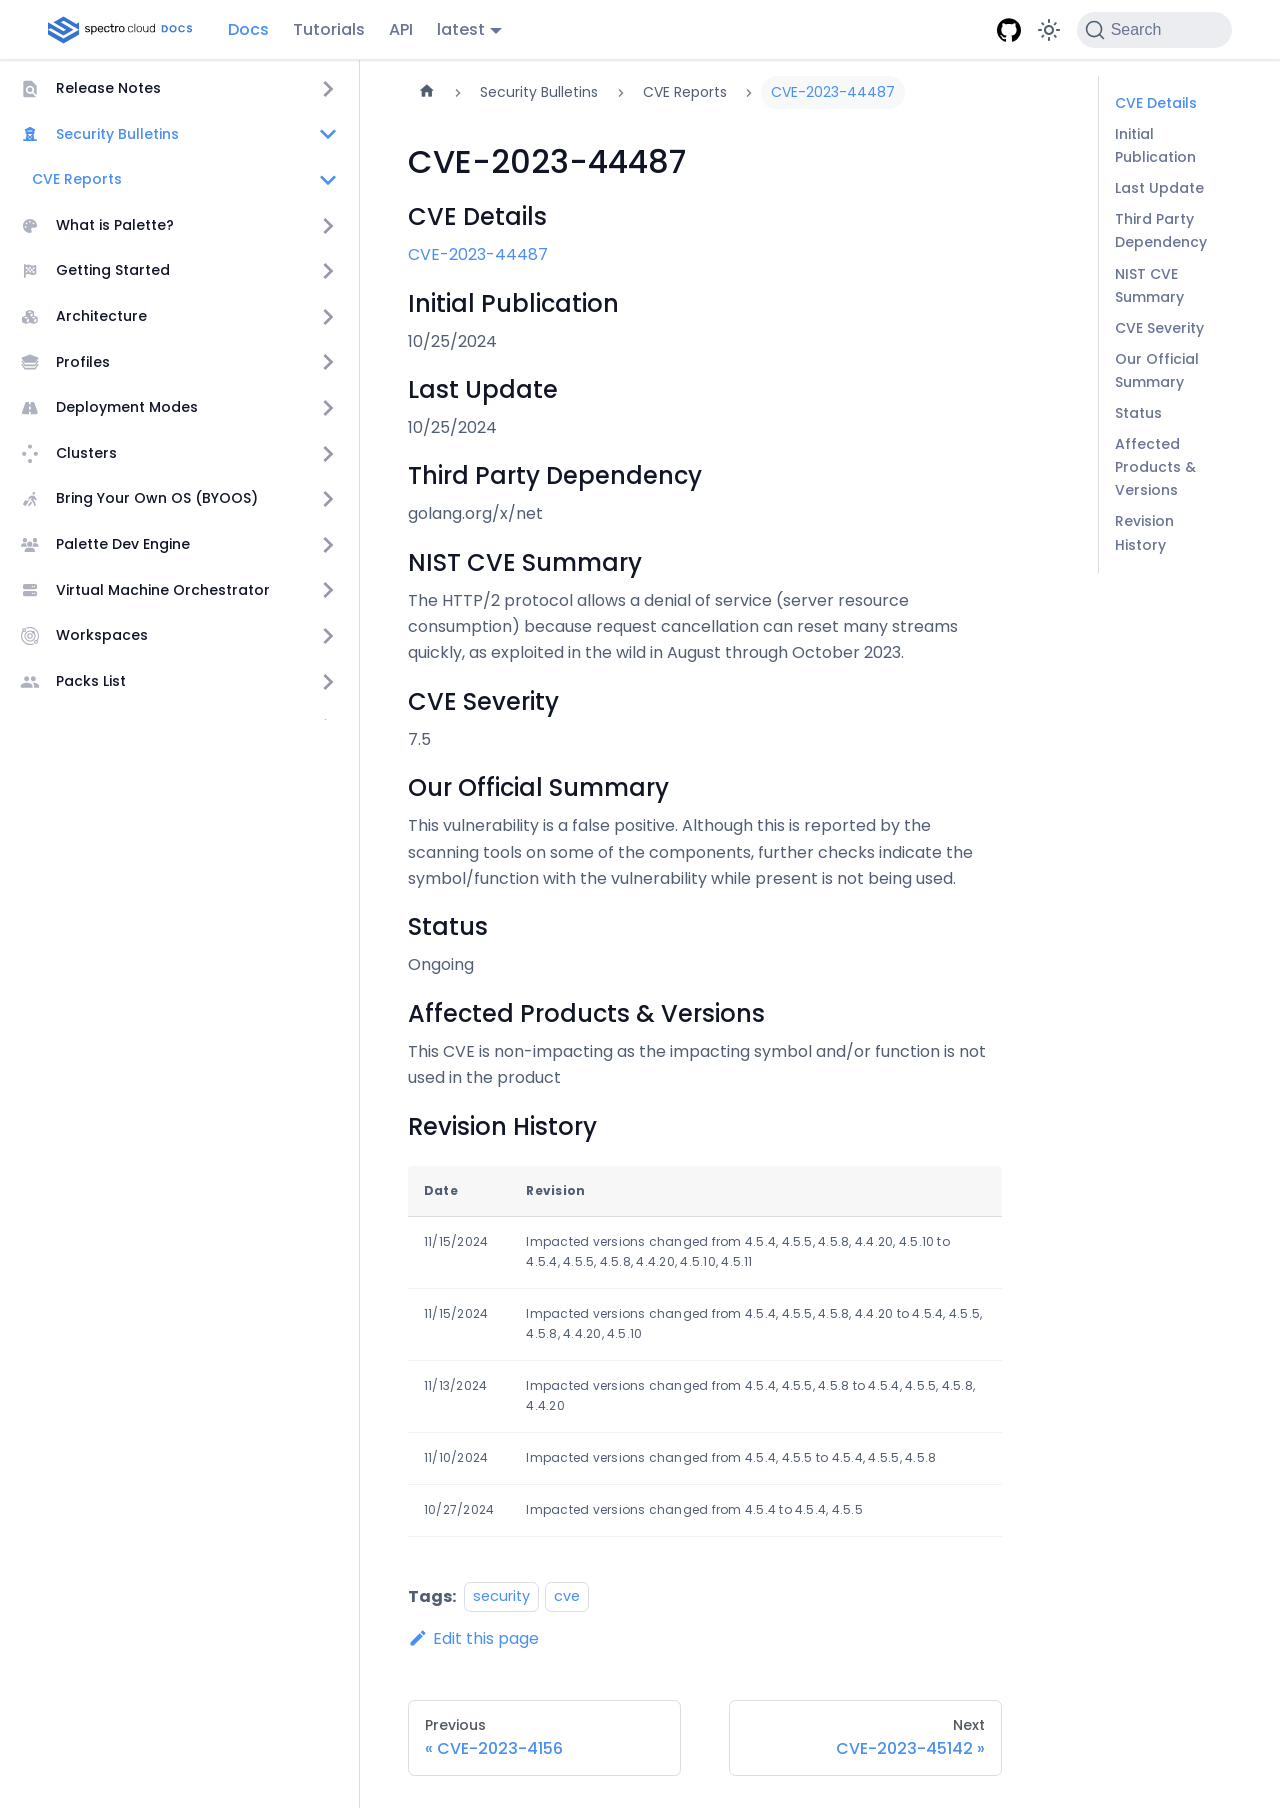 spectro cloud DOCS
Docs
Tutorials
API
latest
Search
Release Notes
Security Bulletins
CVE Reports
What is Palette?
Getting Started
Architecture
Profiles
Deployment Modes
Clusters
Bring Your Own OS (BYOOS)
Palette Dev Engine
Virtual Machine Orchestrator
Workspaces
Packs List
Security Bulletins
CVE Reports
CVE-2023-44487
CVE-2023-44487
CVE Details
CVE-2023-44487
Initial Publication
10/25/2024
Last Update
10/25/2024
Third Party Dependency
golang.org/x/net
NIST CVE Summary
The HTTP/2 protocol allows a denial of service (server resource
consumption) because request cancellation can reset many streams
quickly, as exploited in the wild in August through October 2023.
CVE Severity
7.5
Our Official Summary
This vulnerability is a false positive. Although this is reported by the
scanning tools on some of the components, further checks indicate the
symbol/function with the vulnerability while present is not being used.
Status
Ongoing
Affected Products & Versions
This CVE is non-impacting as the impacting symbol and/or function is not
used in the product
Revision History
Date Revision
11/15/2024 Impacted versions changed from 4.5.4, 4.5.5, 4.5.8, 4.4.20, 4.5.10 to
4.5.4, 4.5.5, 4.5.8, 4.4.20, 4.5.10, 4.5.11
11/15/2024 Impacted versions changed from 4.5.4, 4.5.5, 4.5.8, 4.4.20 to 4.5.4, 4.5.5,
4.5.8, 4.4.20, 4.5.10
11/13/2024 Impacted versions changed from 4.5.4, 4.5.5, 4.5.8 to 4.5.4, 4.5.5, 4.5.8,
4.4.20
11/10/2024 Impacted versions changed from 4.5.4, 4.5.5 to 4.5.4, 4.5.5, 4.5.8
10/27/2024 Impacted versions changed from 4.5.4 to 4.5.4, 4.5.5
Tags: security cve
Edit this page
Previous
« CVE-2023-4156
Next
CVE-2023-45142 »
CVE Details
Initial
Publication
Last Update
Third Party
Dependency
NIST CVE
Summary
CVE Severity
Our Official
Summary
Status
Affected
Products &
Versions
Revision
History